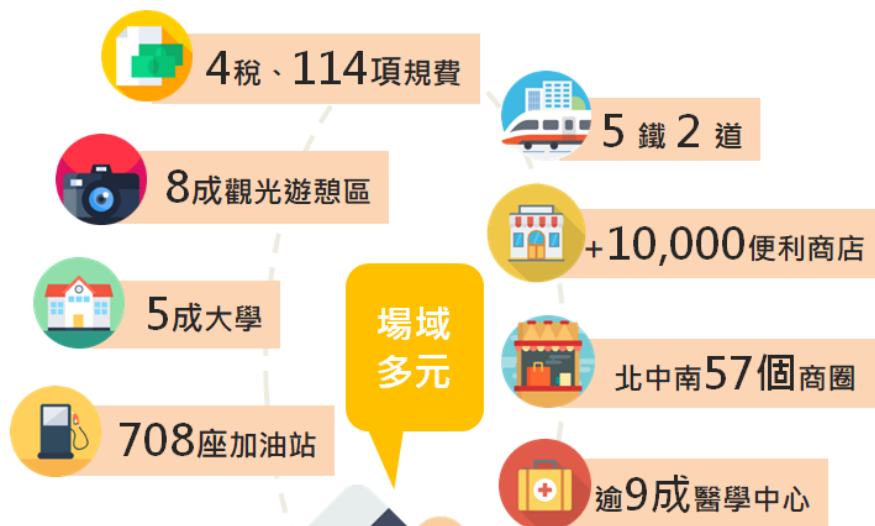 4稅、114項規費
8成觀光遊憩區
5成大學
708座加油站
場域
多元
5 鐵 2 道
+10,000便利商店
北中南57個商圈
逾9成醫學中心